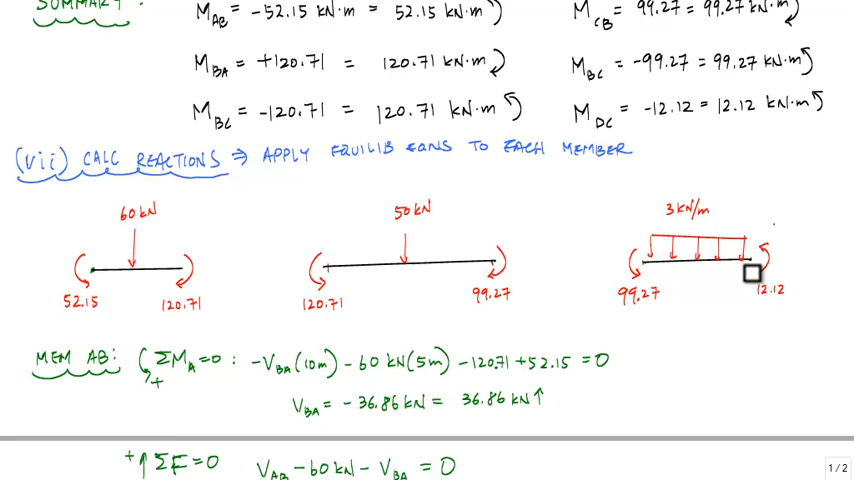 SUMMARY:
M_AB = -52.15 kN·m = 52.15 kN·m
M_CB = 99.27 = 99.27 kN·m
M_BA = +120.71 = 120.71 kN·m
M_BC = -99.27 = 99.27 kN·m
M_BC = -120.71 = 120.71 kN·m
M_DC = -12.12 = 12.12 kN·m
(vii) CALC REACTIONS ⇒ APPLY EQUILIB EQNS TO EACH MEMBER
60 kN
50 kN
3 kN/m
52.15
120.71
120.71
99.27
99.27
12.12
MEM AB: ΣM_A = 0 : -V_BA (10m) - 60 kN (5m) - 120.71 + 52.15 = 0
+
V_BA = -36.86 kN = 36.86 kN ↑
+↑ ΣF = 0 V_AB - 60 kN - V_BA = 0
1 / 2